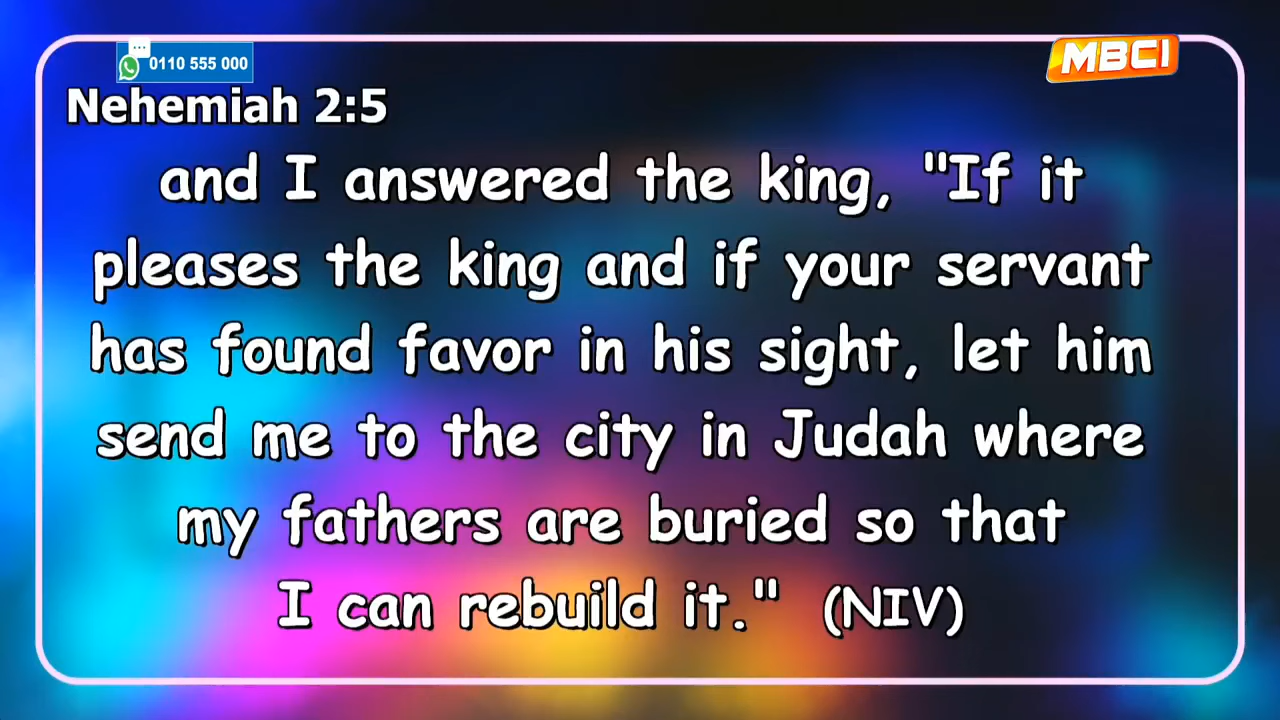 0110 555 000
MBCI
Nehemiah 2:5
and I answered the king, "If it
pleases the king and if your servant
has found favor in his sight, let him
send me to the city in Judah where
my fathers are buried so that
I can rebuild it." (NIV)